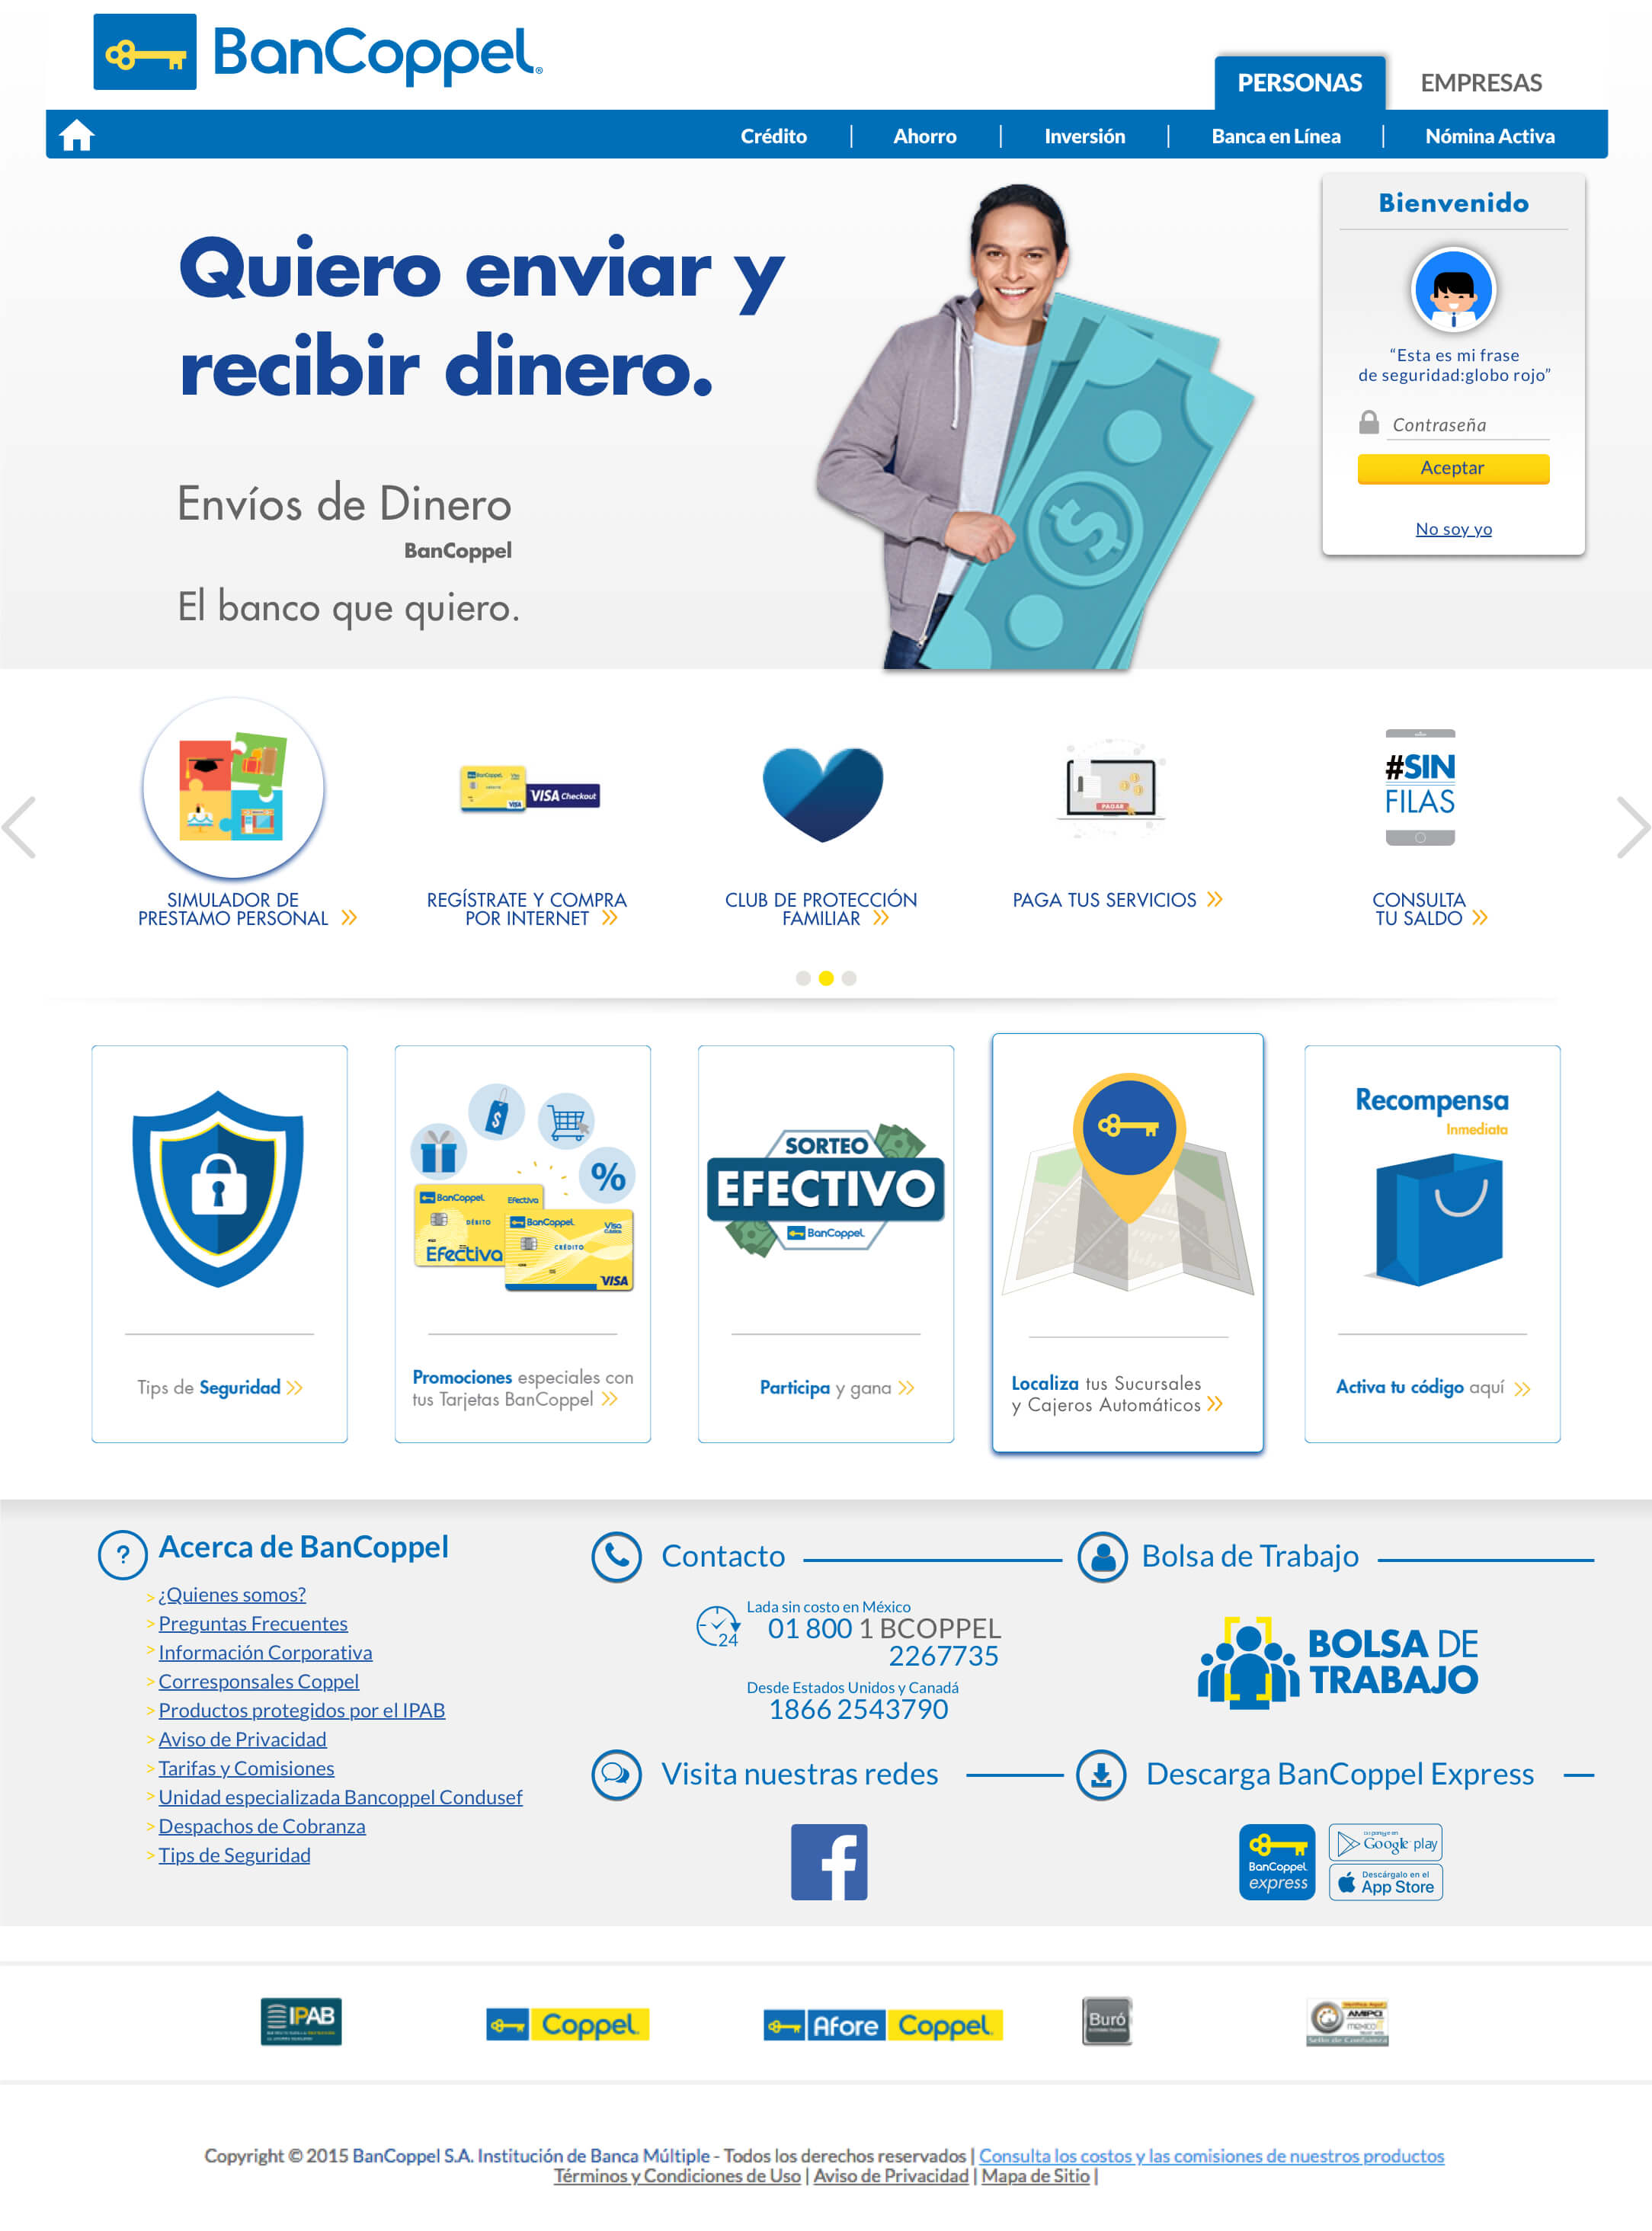 BanCoppel®
PERSONAS
EMPRESAS
Crédito
Ahorro
Inversión
Banca en Línea
Nómina Activa
Quiero enviar y
recibir dinero.
Envíos de Dinero
BanCoppel
El banco que quiero.
Bienvenido
“Esta es mi frase
de seguridad:globo rojo”
Contraseña
Aceptar
No soy yo
BanCoppel
VISA
VISA Checkout
PAGAR
#SIN
FILAS
SIMULADOR DE
PRESTAMO PERSONAL
REGÍSTRATE Y COMPRA
POR INTERNET
CLUB DE PROTECCIÓN
FAMILIAR
PAGA TUS SERVICIOS
CONSULTA
TU SALDO
Tips de Seguridad
$
%
BanCoppel Efectiva
DÉBITO
Efectiva
BanCoppel Visa
CRÉDITO
VISA
Promociones especiales con
tus Tarjetas BanCoppel
SORTEO
EFECTIVO
BanCoppel
Participa y gana
Localiza tus Sucursales
y Cajeros Automáticos
Recompensa
Inmediata
Activa tu código aquí
? Acerca de BanCoppel
> ¿Quienes somos?
> Preguntas Frecuentes
> Información Corporativa
> Corresponsales Coppel
> Productos protegidos por el IPAB
> Aviso de Privacidad
> Tarifas y Comisiones
> Unidad especializada Bancoppel Condusef
> Despachos de Cobranza
> Tips de Seguridad
Contacto
24
Lada sin costo en México
01 800 1 BCOPPEL
2267735
Desde Estados Unidos y Canadá
1866 2543790
Bolsa de Trabajo
BOLSA DE
TRABAJO
Visita nuestras redes
f
Descarga BanCoppel Express
BanCoppel
express
Google play
Descárgalo en el
App Store
IPAB
Coppel
Afore Coppel
Buró
AMIPCI
Copyright © 2015 BanCoppel S.A. Institución de Banca Múltiple - Todos los derechos reservados | Consulta los costos y las comisiones de nuestros productos
Términos y Condiciones de Uso | Aviso de Privacidad | Mapa de Sitio |